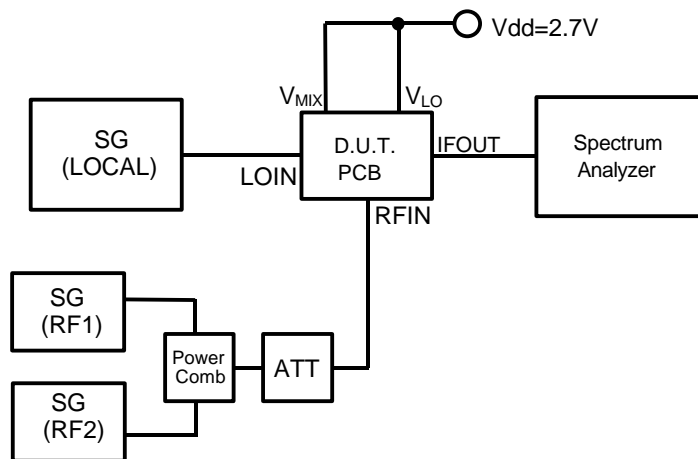 Vdd=2.7V
VMIX
VLO
SG
(LOCAL)
LOIN
D.U.T.
PCB
IFOUT
Spectrum
Analyzer
RFIN
SG
(RF1)
Power
Comb
ATT
SG
(RF2)